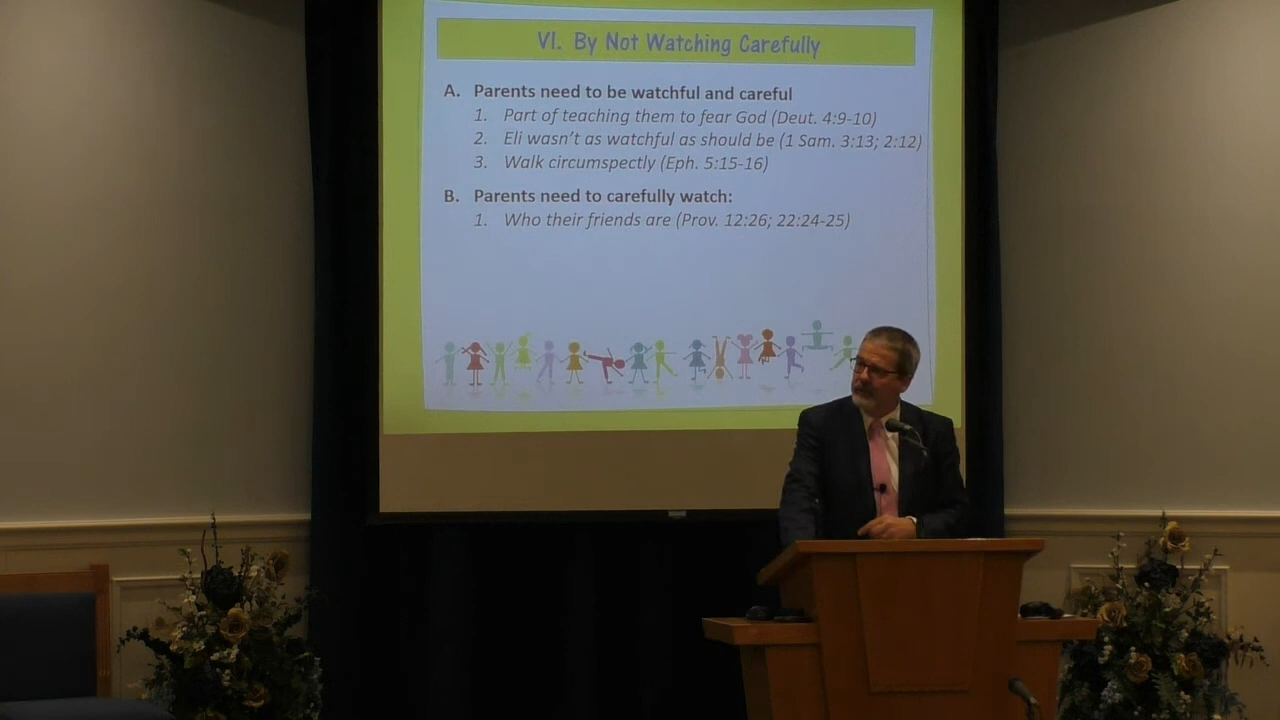 VI. By Not Watching Carefully
A. Parents need to be watchful and careful
1. Part of teaching them to fear God (Deut. 4:9-10)
2. Eli wasn't as watchful as should be (1 Sam. 3:13; 2:12)
3. Walk circumspectly (Eph. 5:15-16)
B. Parents need to carefully watch:
1. Who their friends are (Prov. 12:26; 22:24-25)